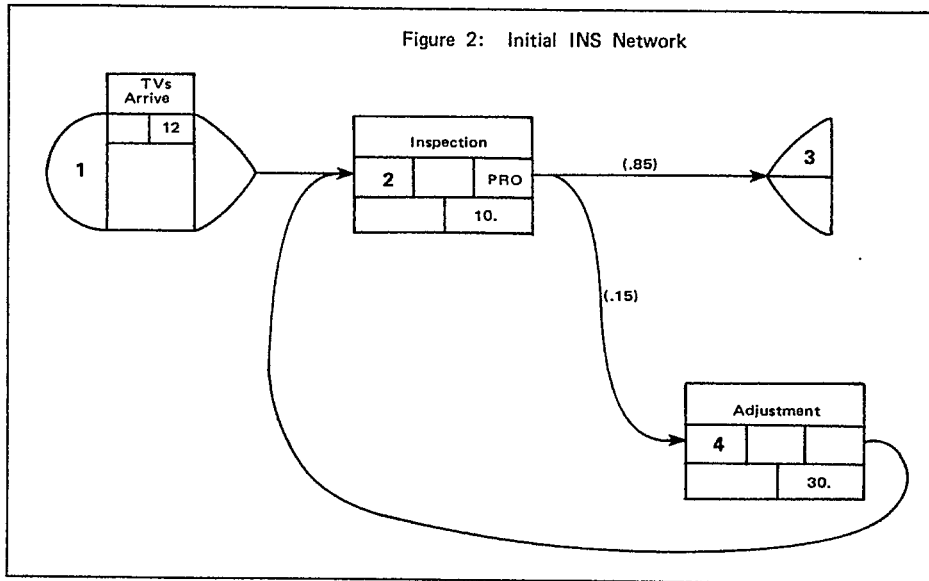 Figure 2: Initial INS Network
TVs
Arrive
12
1
Inspection
2
PRO
10.
(.85)
3
(.15)
Adjustment
4
30.